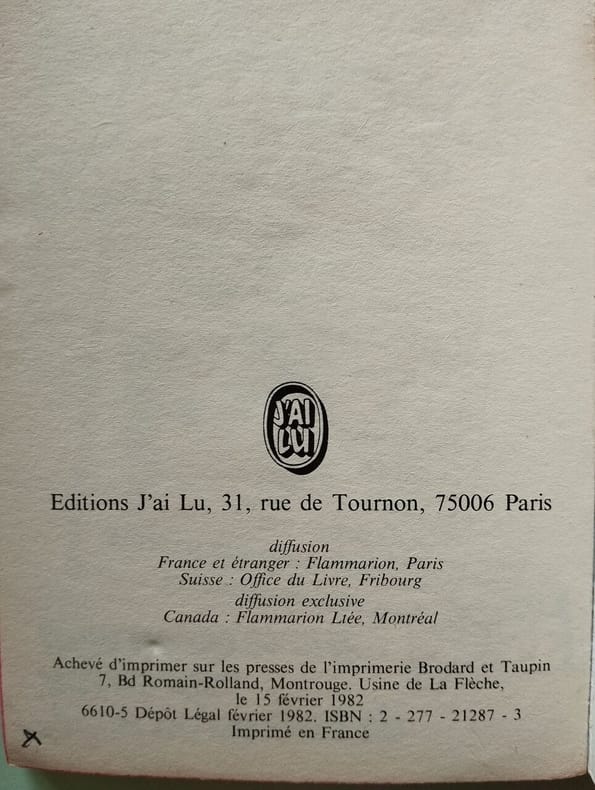 J'AI
LU
Editions J'ai Lu, 31, rue de Tournon, 75006 Paris
diffusion
France et étranger : Flammarion, Paris
Suisse : Office du Livre, Fribourg
diffusion exclusive
Canada : Flammarion Ltée, Montréal
Achevé d'imprimer sur les presses de l'imprimerie Brodard et Taupin
7, Bd Romain-Rolland, Montrouge. Usine de La Flèche,
le 15 février 1982
6610-5 Dépôt Légal février 1982. ISBN : 2 - 277 - 21287 - 3
Imprimé en France